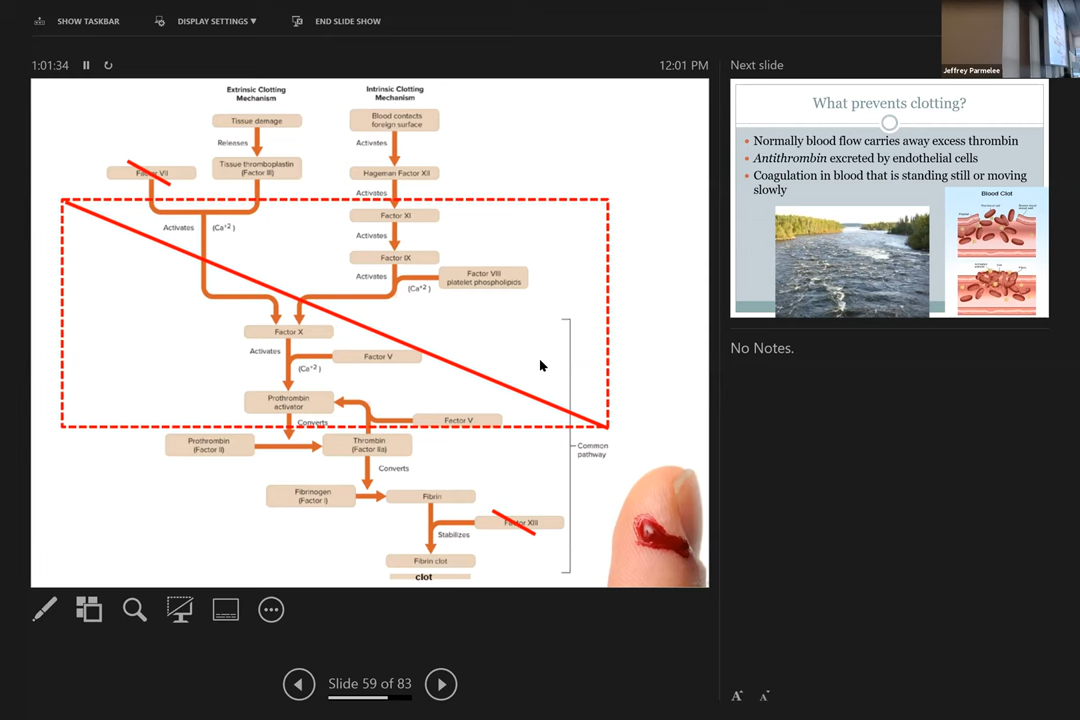 SHOW TASKBAR
DISPLAY SETTINGS ▼
END SLIDE SHOW
Jeffrey Parmelee
1:01:34
12:01 PM
Next slide
Extrinsic Clotting
Mechanism
Intrinsic Clotting
Mechanism
Tissue damage
Blood contacts
foreign surface
Releases
Activates
Factor VII
Tissue thromboplastin
(Factor III)
Hageman Factor XII
Activates
Factor XI
Activates
(Ca+2)
Activates
Factor IX
Activates
Factor VIII
platelet phospholipids
(Ca+2)
Factor X
Activates
Factor V
(Ca+2)
Prothrombin
activator
Factor V
Converts
Prothrombin
(Factor II)
Thrombin
(Factor IIa)
Common
pathway
Converts
Fibrinogen
(Factor I)
Fibrin
Factor XIII
Stabilizes
Fibrin clot
clot
What prevents clotting?
• Normally blood flow carries away excess thrombin
• Antithrombin excreted by endothelial cells
• Coagulation in blood that is standing still or moving
slowly
Blood Clot
No Notes.
Slide 59 of 83
A A